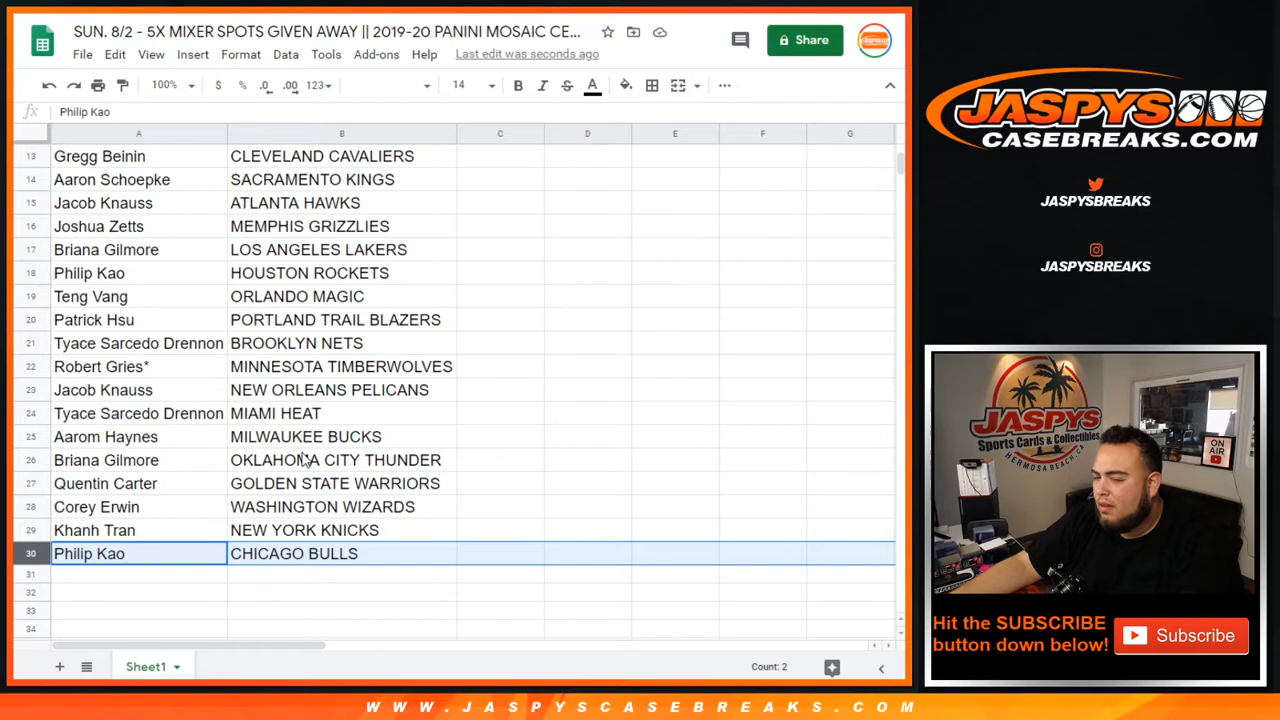 SUN. 8/2 - 5X MIXER SPOTS GIVEN AWAY || 2019-20 PANINI MOSAIC CE...
File Edit View Insert Format Data Tools Add-ons Help Last edit was seconds ago
Share
100% $ % .0 .00 123 14 B I S A ...
fx Philip Kao
A B C D E F G
13 Gregg Beinin CLEVELAND CAVALIERS
14 Aaron Schoepke SACRAMENTO KINGS
15 Jacob Knauss ATLANTA HAWKS
16 Joshua Zetts MEMPHIS GRIZZLIES
17 Briana Gilmore LOS ANGELES LAKERS
18 Philip Kao HOUSTON ROCKETS
19 Teng Vang ORLANDO MAGIC
20 Patrick Hsu PORTLAND TRAIL BLAZERS
21 Tyace Sarcedo Drennon BROOKLYN NETS
22 Robert Gries* MINNESOTA TIMBERWOLVES
23 Jacob Knauss NEW ORLEANS PELICANS
24 Tyace Sarcedo Drennon MIAMI HEAT
25 Aarom Haynes MILWAUKEE BUCKS
26 Briana Gilmore OKLAHOMA CITY THUNDER
27 Quentin Carter GOLDEN STATE WARRIORS
28 Corey Erwin WASHINGTON WIZARDS
29 Khanh Tran NEW YORK KNICKS
30 Philip Kao CHICAGO BULLS
31
32
33
34
Sheet1 Count: 2
JASPYS
CASEBREAKS.COM
JASPYSBREAKS
JASPYSBREAKS
JASPYS
Sports Cards & Collectibles
HERMOSA BEACH, CA
ON AIR
Hit the SUBSCRIBE
button down below!
Subscribe
WWW.JASPYSCASEBREAKS.COM